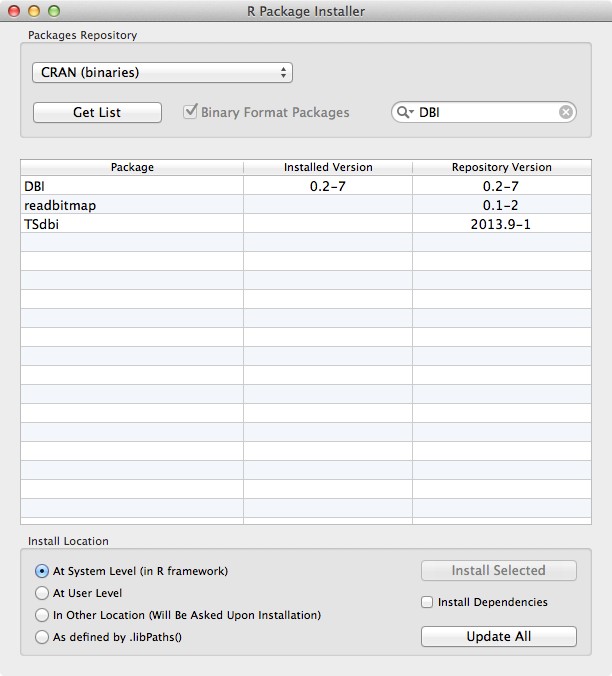 R Package Installer
Packages Repository
CRAN (binaries)
Get List Binary Format Packages DBI
Package Installed Version Repository Version
DBI 0.2-7 0.2-7
readbitmap 0.1-2
TSdbi 2013.9-1
Install Location
At System Level (in R framework) Install Selected
At User Level
Install Dependencies
In Other Location (Will Be Asked Upon Installation)
As defined by .libPaths() Update All